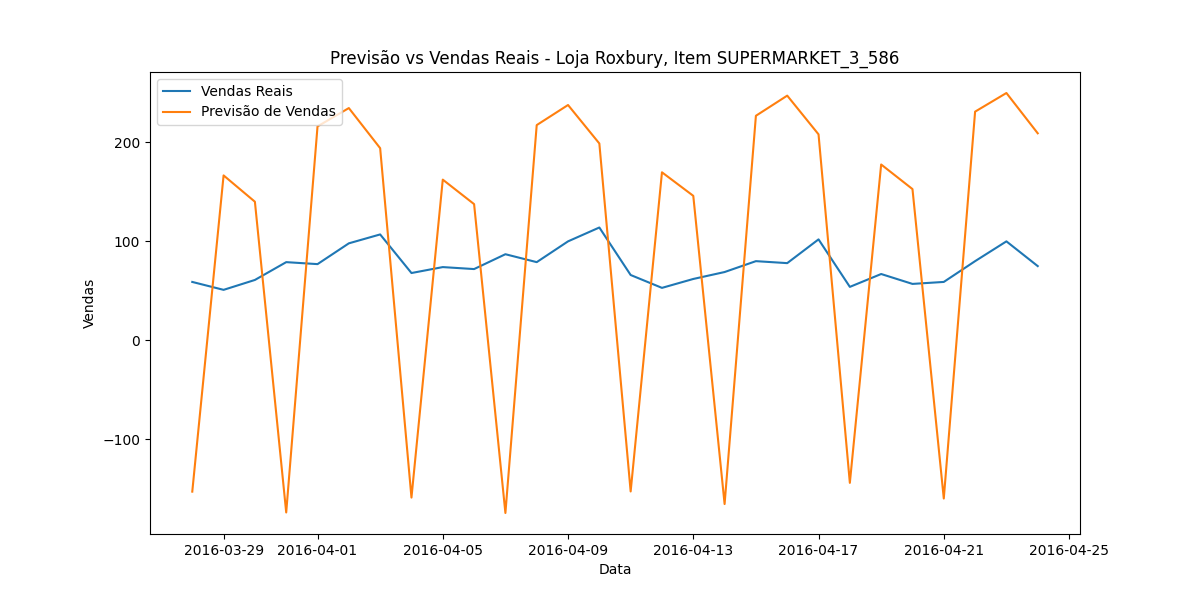 Previsão vs Vendas Reais - Loja Roxbury, Item SUPERMARKET_3_586
Vendas Reais
Previsão de Vendas
200
100
0
−100
Vendas
2016-03-29 2016-04-01 2016-04-05 2016-04-09 2016-04-13 2016-04-17 2016-04-21 2016-04-25
Data